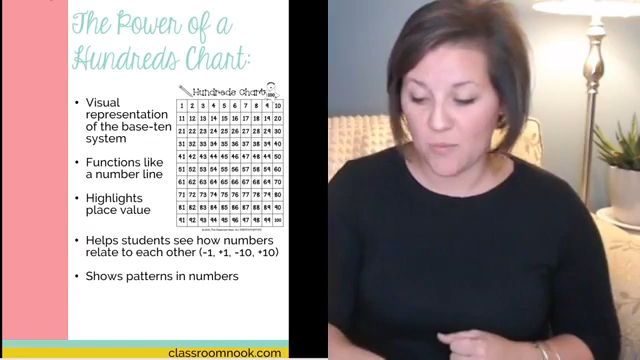 The Power of a
Hundreds Chart:
Hundreds Chart
1 2 3 4 5 6 7 8 9 10
11 12 13 14 15 16 17 18 19 20
21 22 23 24 25 26 27 28 29 30
31 32 33 34 35 36 37 38 39 40
41 42 43 44 45 46 47 48 49 50
51 52 53 54 55 56 57 58 59 60
61 62 63 64 65 66 67 68 69 70
71 72 73 74 75 76 77 78 79 80
81 82 83 84 85 86 87 88 89 90
91 92 93 94 95 96 97 98 99 100
• Visual
representation
of the base-ten
system
• Functions like
a number line
• Highlights
place value
• Helps students see how numbers
relate to each other (-1, +1, -10, +10)
• Shows patterns in numbers
classroomnook.com